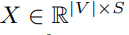 X ∈ ℝ^{|V|×S}